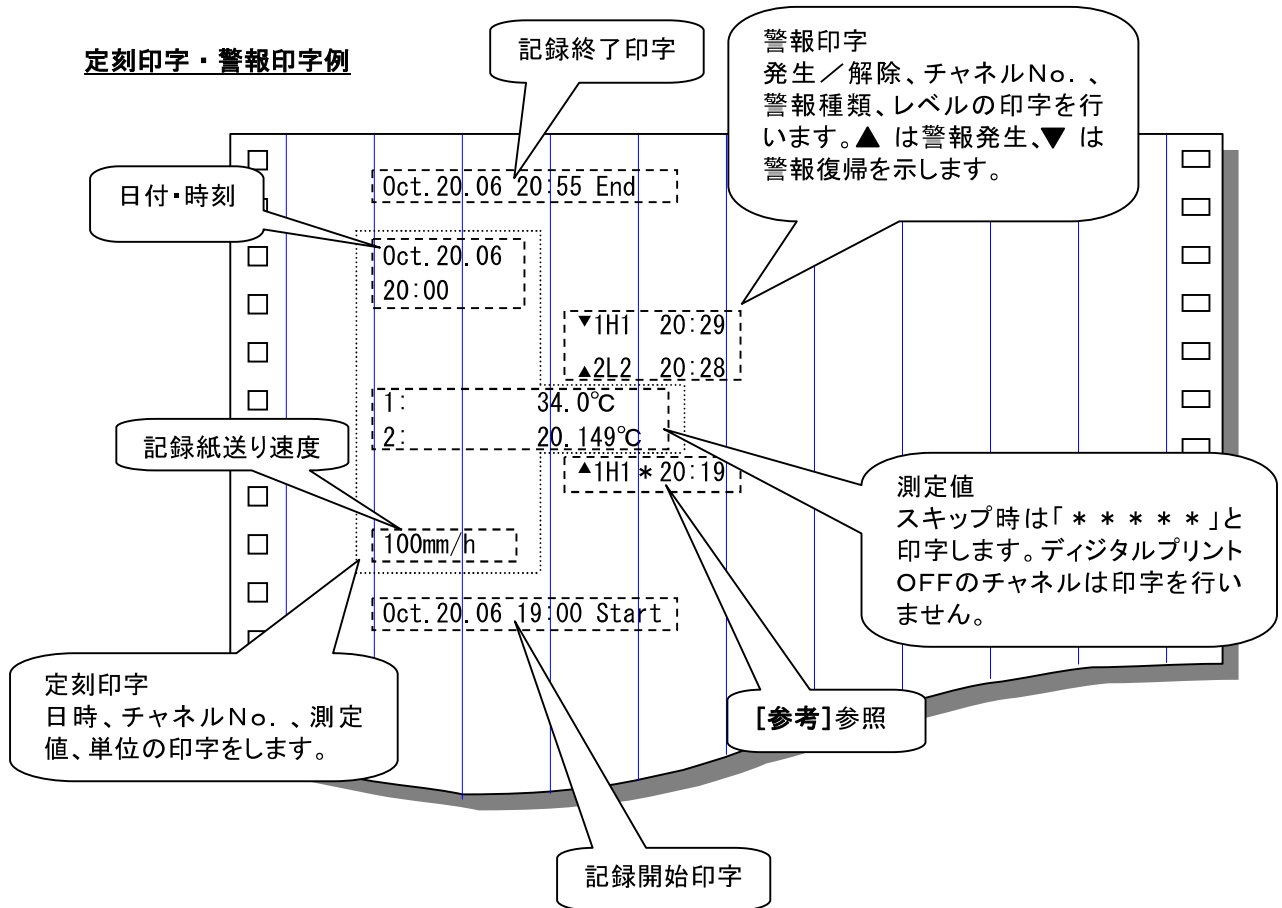 定刻印字・警報印字例
記録終了印字
警報印字
発生／解除、チャネルNo.、
警報種類、レベルの印字を行
います。▲ は警報発生、▼ は
警報復帰を示します。
日付・時刻
Oct.20.06 20:55 End
Oct.20.06
20:00
▼1H1 20:29
▲2L2 20:28
1: 34.0℃
2: 20.149℃
記録紙送り速度
▲1H1＊20:19
測定値
スキップ時は「＊＊＊＊＊」と
印字します。ディジタルプリント
OFFのチャネルは印字を行い
ません。
100mm/h
Oct.20.06 19:00 Start
定刻印字
日時、チャネルNo.、測定
値、単位の印字をします。
[参考]参照
記録開始印字